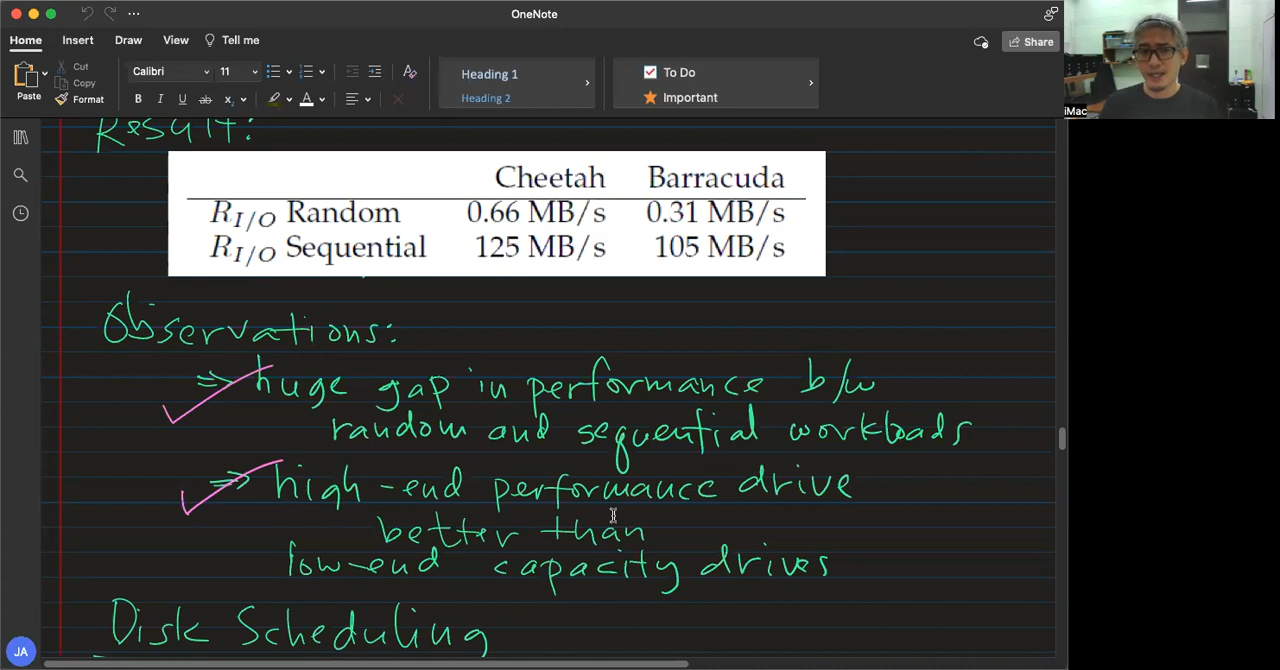 OneNote
Home Insert Draw View Tell me
Share
Paste
Cut
Copy
Format
Calibri 11
B I U ab x A
Heading 1
Heading 2
To Do
Important
iMac
Result:
Cheetah Barracuda
R_I/O Random 0.66 MB/s 0.31 MB/s
R_I/O Sequential 125 MB/s 105 MB/s
Observations:
⇒ huge gap in performance b/w
random and sequential workloads
⇒ high-end performance drive
better than
low-end capacity drives
Disk Scheduling
JA